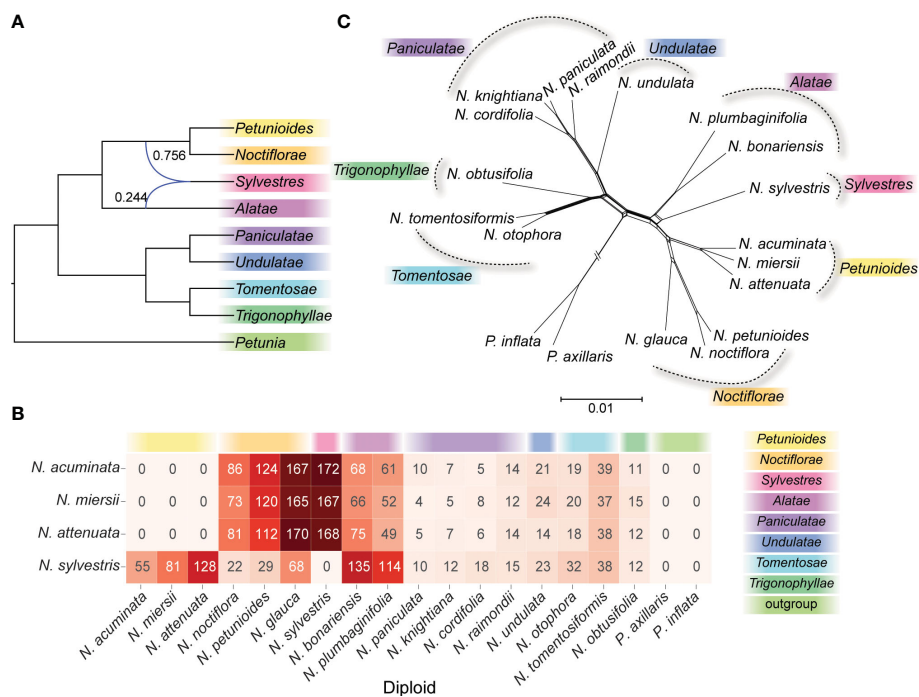 A
Petunioides
0.756
Noctiflorae
Sylvestres
0.244
Alatae
Paniculatae
Undulatae
Tomentosae
Trigonophyllae
Petunia
C
Paniculatae
N. paniculata
N. raimondii
Undulatae
N. knightiana
N. undulata
N. cordifolia
Alatae
N. plumbaginifolia
N. bonariensis
Trigonophyllae
N. obtusifolia
N. sylvestris
Sylvestres
N. tomentosiformis
N. otophora
Tomentosae
N. acuminata
N. miersii
N. attenuata
Petunioides
P. inflata
P. axillaris
N. glauca
N. petunioides
N. noctiflora
Noctiflorae
0.01
B
N. acuminata 0 0 0 86 124 167 172 68 61 10 7 5 14 21 19 39 11 0 0
N. miersii 0 0 0 73 120 165 167 66 52 4 5 8 12 24 20 37 15 0 0
N. attenuata 0 0 0 81 112 170 168 75 49 5 7 6 14 14 18 38 12 0 0
N. sylvestris 55 81 128 22 29 68 0 135 114 10 12 18 15 23 32 38 12 0 0
N. acuminata
N. miersii
N. attenuata
N. noctiflora
N. petunioides
N. glauca
N. sylvestris
N. bonariensis
N. plumbaginifolia
N. paniculata
N. knightiana
N. cordifolia
N. raimondii
N. undulata
N. otophora
N. tomentosiformis
N. obtusifolia
P. axillaris
P. inflata
Diploid
Petunioides
Noctiflorae
Sylvestres
Alatae
Paniculatae
Undulatae
Tomentosae
Trigonophyllae
outgroup